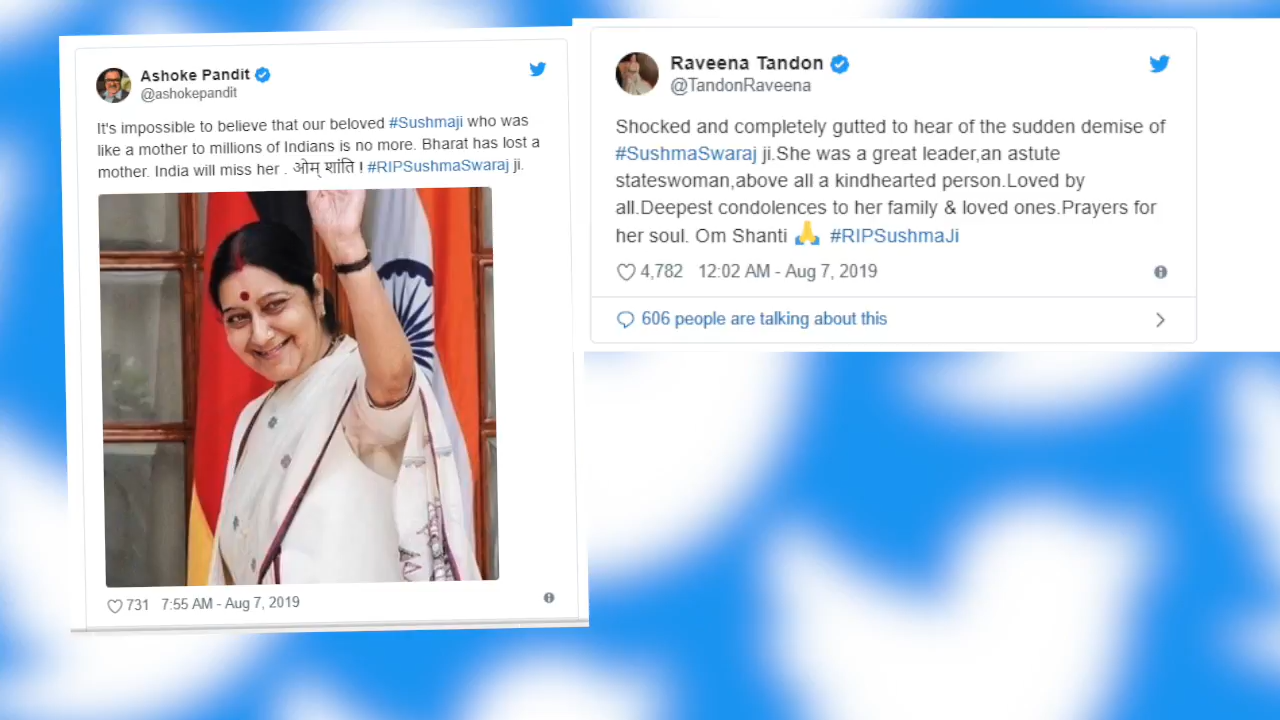 Ashoke Pandit
@ashokepandit
It's impossible to believe that our beloved #Sushmaji who was
like a mother to millions of Indians is no more. Bharat has lost a
mother. India will miss her . ओम् शांति ! #RIPSushmaSwaraj ji.
731 7:55 AM - Aug 7, 2019
Raveena Tandon
@TandonRaveena
Shocked and completely gutted to hear of the sudden demise of
#SushmaSwaraj ji.She was a great leader,an astute
stateswoman,above all a kindhearted person.Loved by
all.Deepest condolences to her family & loved ones.Prayers for
her soul. Om Shanti 🙏 #RIPSushmaJi
4,782 12:02 AM - Aug 7, 2019
606 people are talking about this